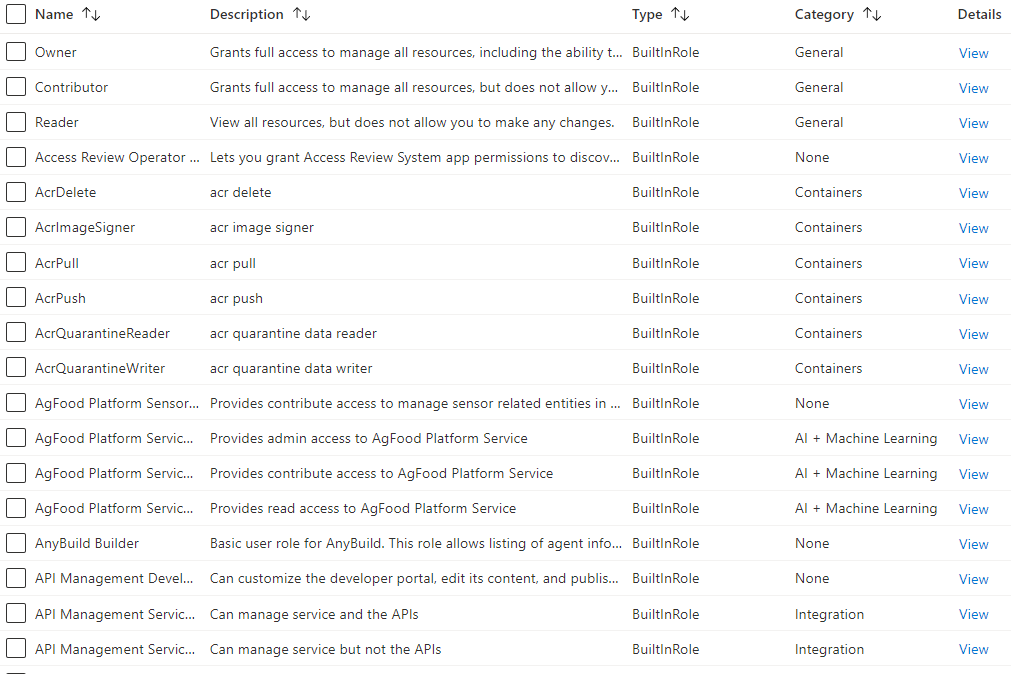 Name ↑↓ Description ↑↓ Type ↑↓ Category ↑↓ Details
Owner Grants full access to manage all resources, including the ability t... BuiltInRole General View
Contributor Grants full access to manage all resources, but does not allow y... BuiltInRole General View
Reader View all resources, but does not allow you to make any changes. BuiltInRole General View
Access Review Operator ... Lets you grant Access Review System app permissions to discov... BuiltInRole None View
AcrDelete acr delete BuiltInRole Containers View
AcrImageSigner acr image signer BuiltInRole Containers View
AcrPull acr pull BuiltInRole Containers View
AcrPush acr push BuiltInRole Containers View
AcrQuarantineReader acr quarantine data reader BuiltInRole Containers View
AcrQuarantineWriter acr quarantine data writer BuiltInRole Containers View
AgFood Platform Sensor... Provides contribute access to manage sensor related entities in ... BuiltInRole None View
AgFood Platform Servic... Provides admin access to AgFood Platform Service BuiltInRole AI + Machine Learning View
AgFood Platform Servic... Provides contribute access to AgFood Platform Service BuiltInRole AI + Machine Learning View
AgFood Platform Servic... Provides read access to AgFood Platform Service BuiltInRole AI + Machine Learning View
AnyBuild Builder Basic user role for AnyBuild. This role allows listing of agent info... BuiltInRole None View
API Management Devel... Can customize the developer portal, edit its content, and publis... BuiltInRole None View
API Management Servic... Can manage service and the APIs BuiltInRole Integration View
API Management Servic... Can manage service but not the APIs BuiltInRole Integration View